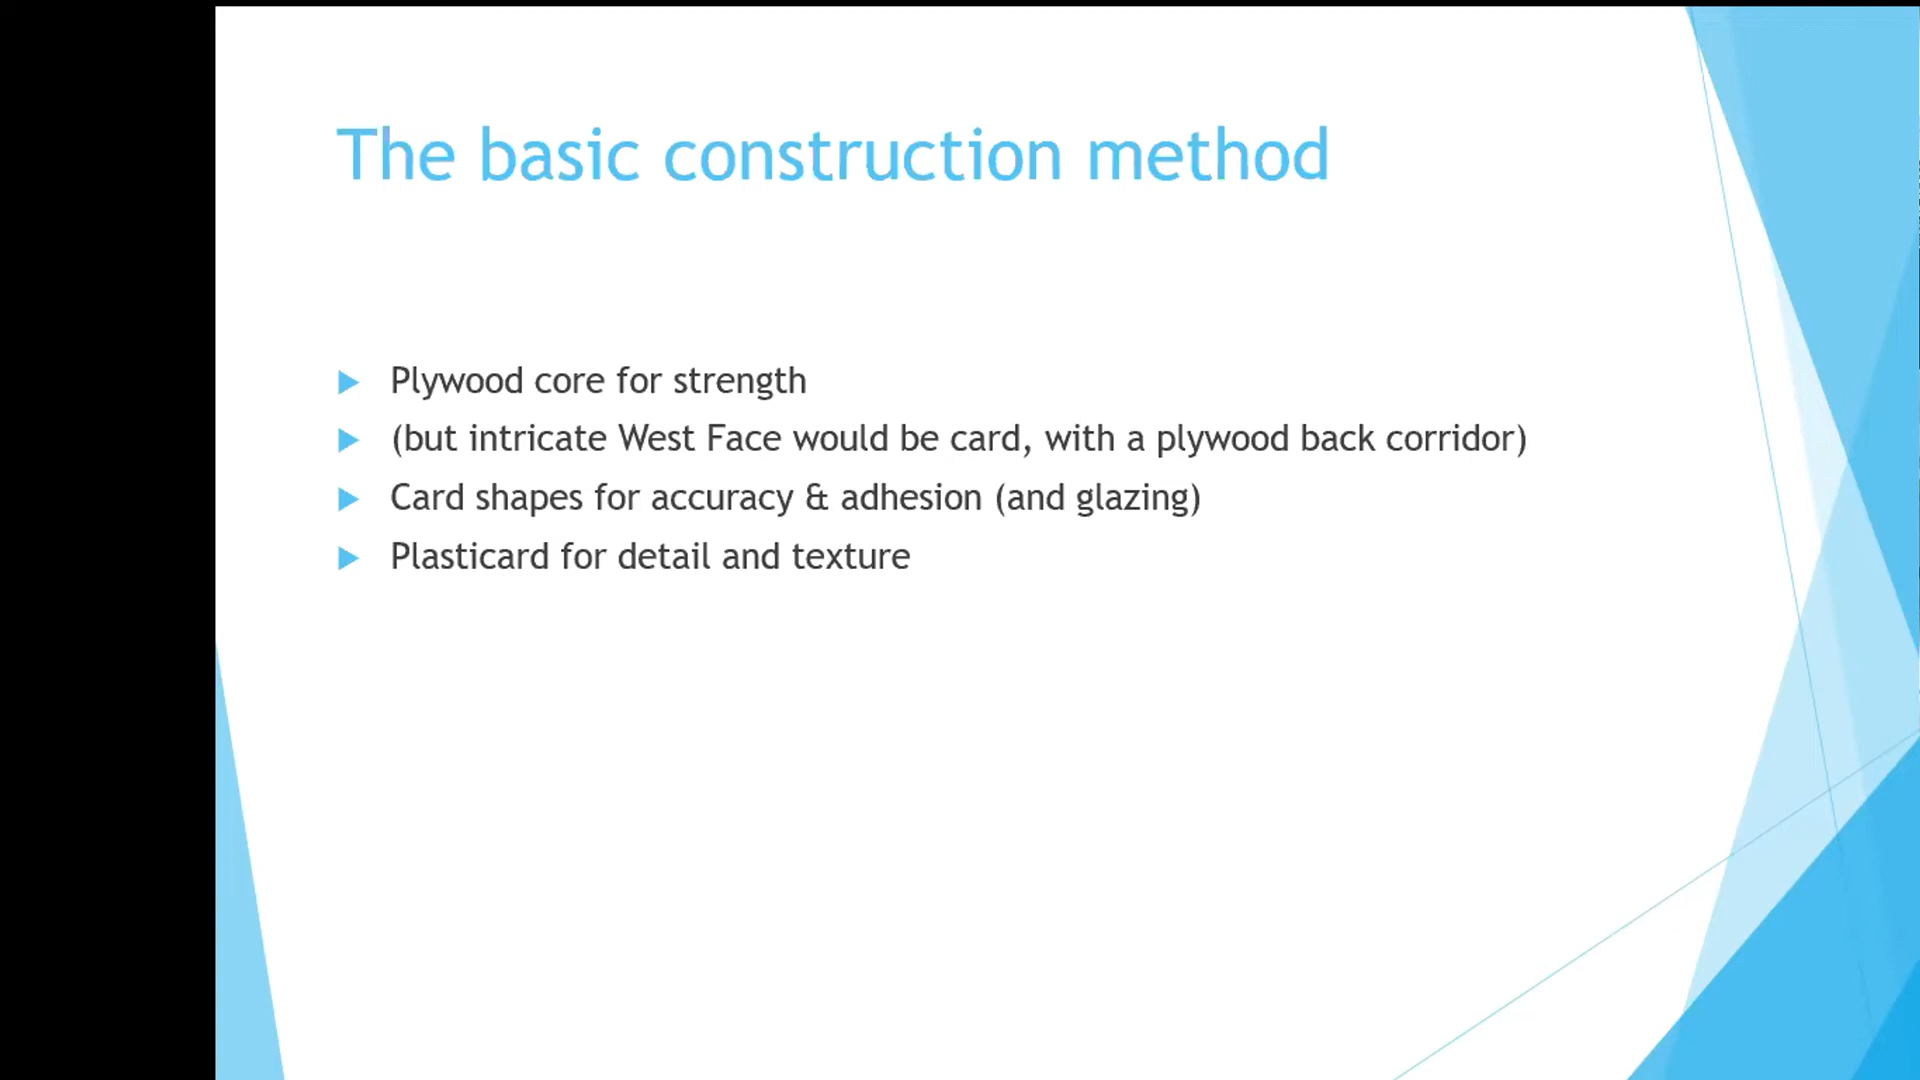 The basic construction method
Plywood core for strength
(but intricate West Face would be card, with a plywood back corridor)
Card shapes for accuracy & adhesion (and glazing)
Plasticard for detail and texture